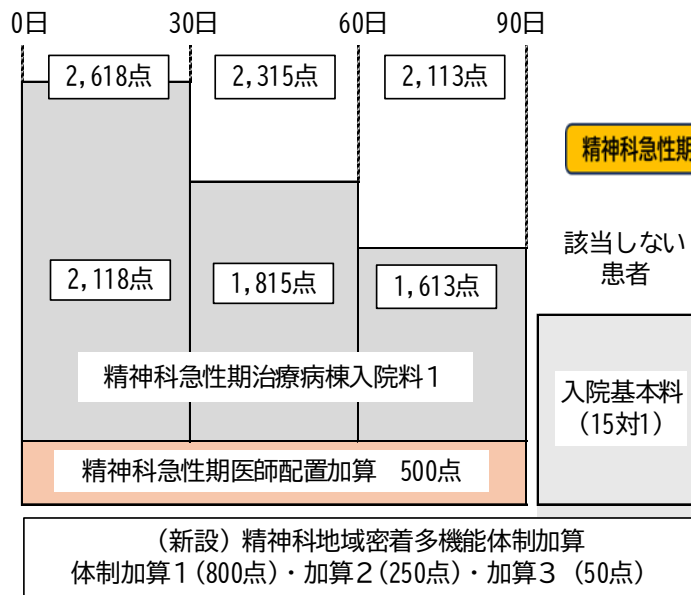 0日 30日 60日 90日
2,618点 2,315点 2,113点
精神科急性期
該当しない
患者
2,118点 1,815点 1,613点
精神科急性期治療病棟入院料1
入院基本料
(15対1)
精神科急性期医師配置加算 500点
(新設)精神科地域密着多機能体制加算
体制加算1(800点)・加算2(250点)・加算3(50点)